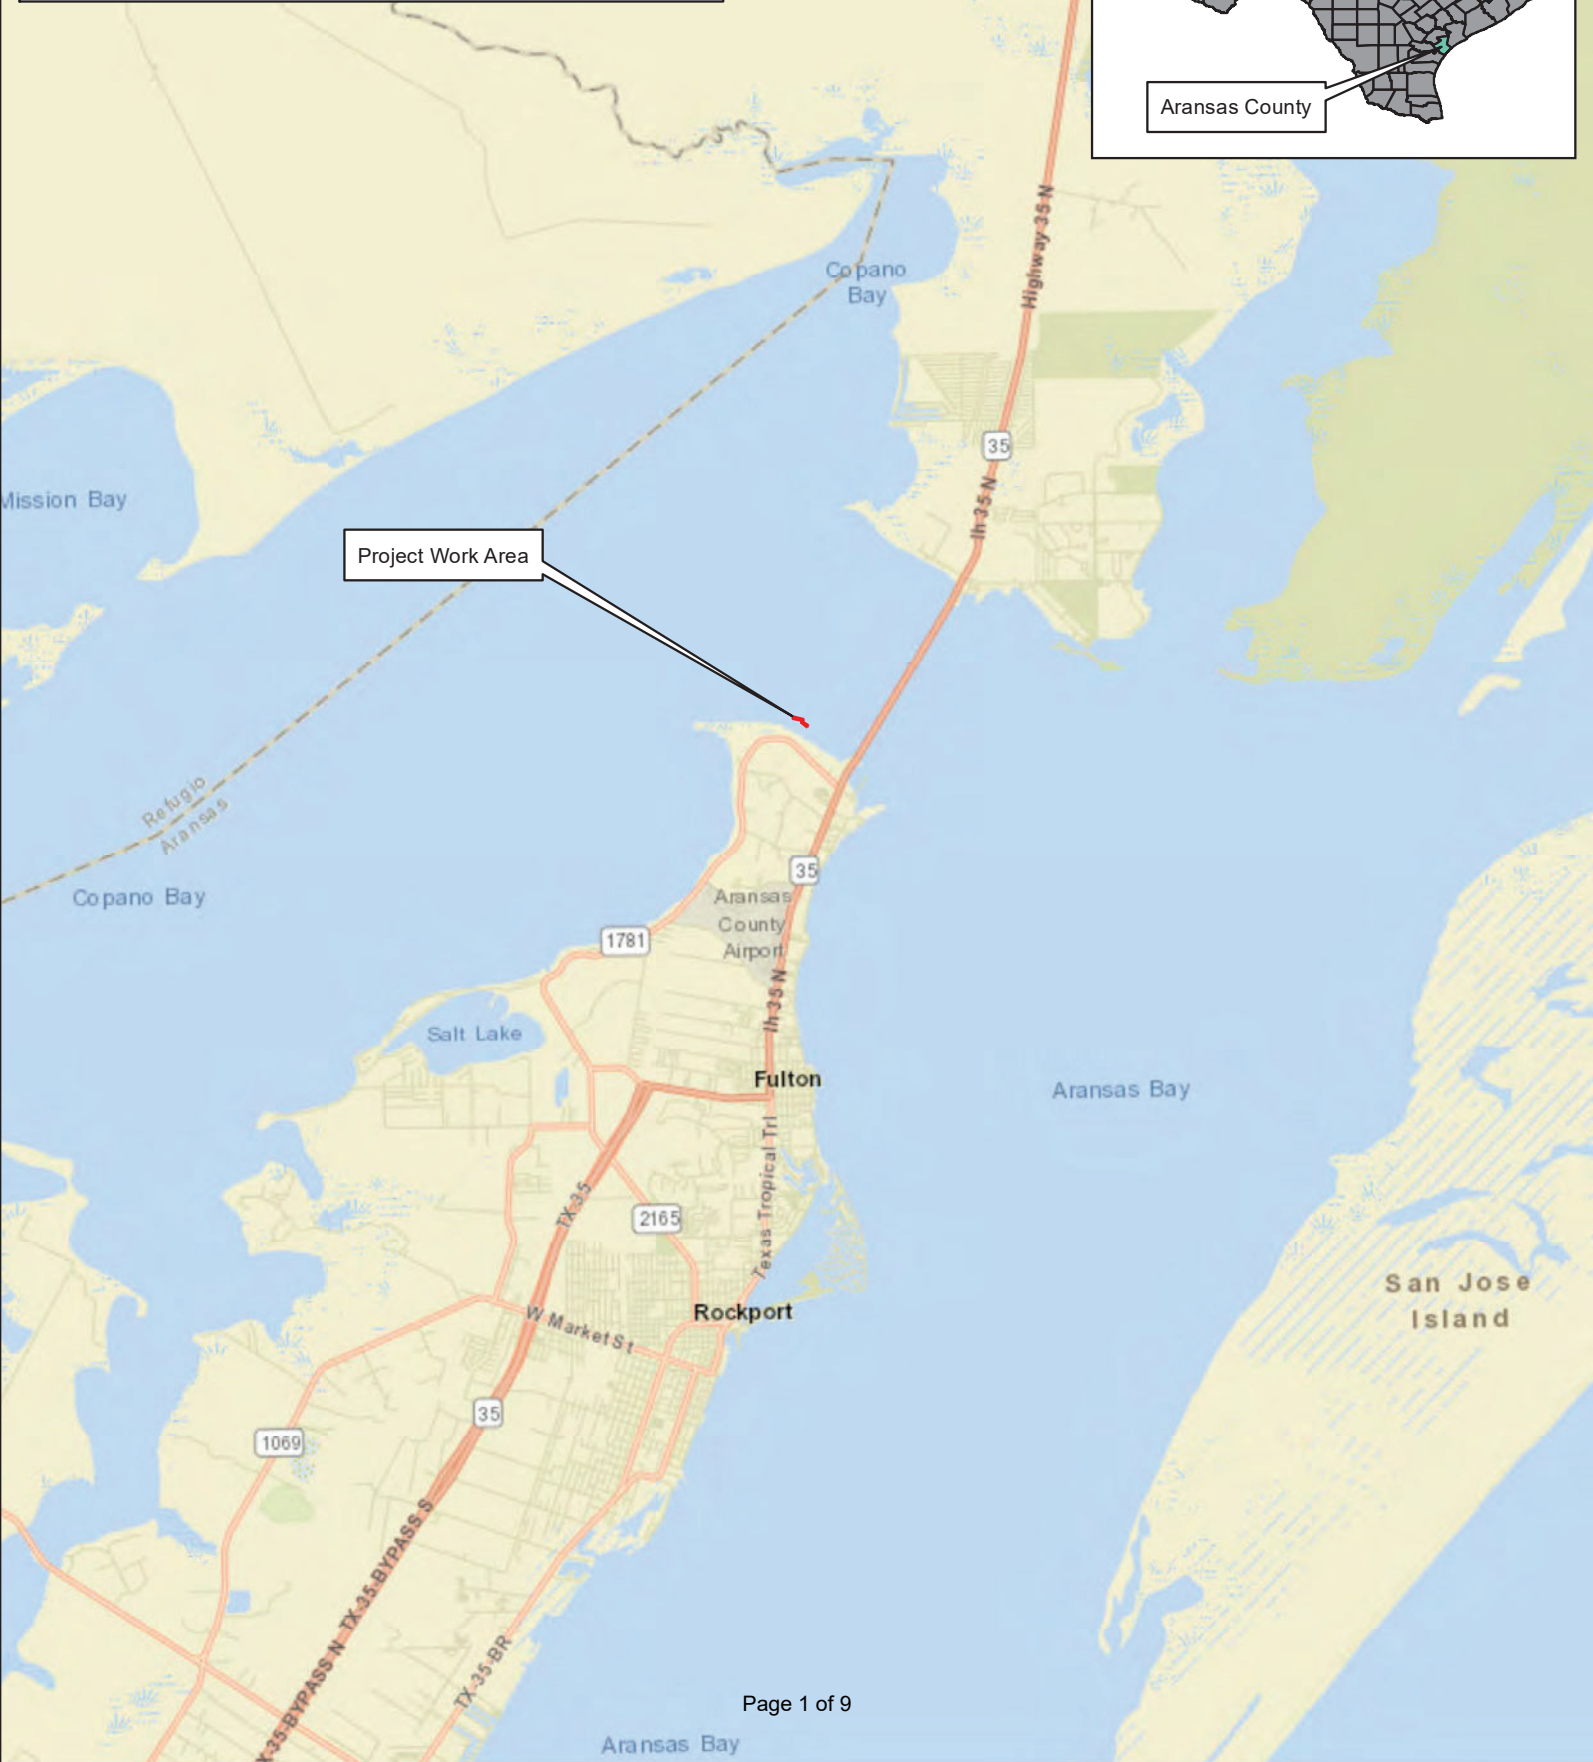 Aransas County
Highway 35 N
Copano
Bay
35
Ih 35 N
Mission Bay
Project Work Area
Refugio
Aransas
35
Copano Bay
Aransas
County
Airport
1781
Ih 35 N
Salt Lake
Fulton
Aransas Bay
Texas Tropical Trl
TX-35
2165
San Jose
Island
Rockport
W Market St
35
1069
X-35-BYPASS N TX-35-BYPASS S
TX-35-BR
Page 1 of 9
Aransas Bay